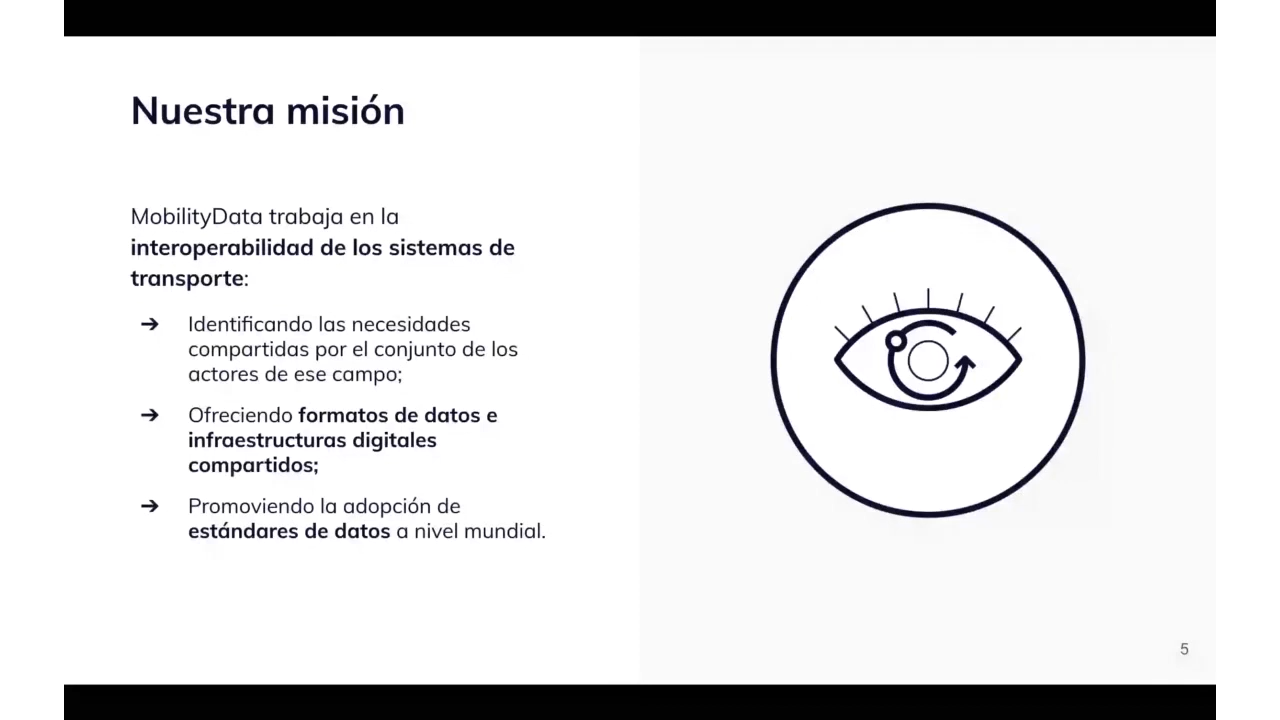 Nuestra misión
MobilityData trabaja en la
interoperabilidad de los sistemas de
transporte:
➔ Identificando las necesidades
compartidas por el conjunto de los
actores de ese campo;
➔ Ofreciendo formatos de datos e
infraestructuras digitales
compartidos;
➔ Promoviendo la adopción de
estándares de datos a nivel mundial.
5